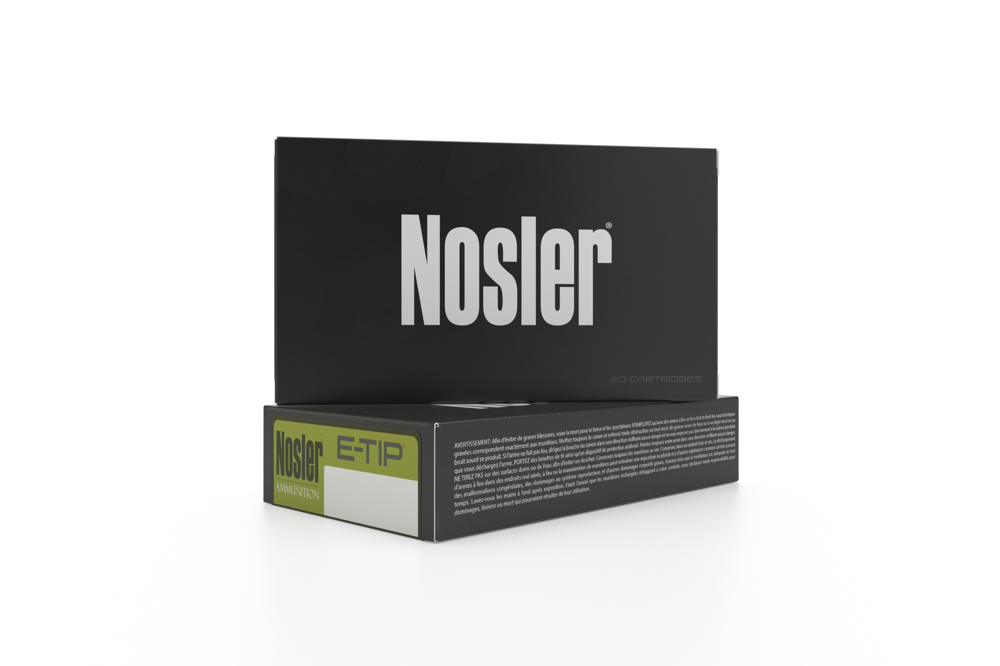 Nosler®
20 CARTRIDGES
Nosler®
AMMUNITION
E-TIP®
AVERTISSEMENT: Afin d'éviter de graves blessures, voire la mort pour le tireur et les spectateurs: N'EMPLOYEZ qu'avec des armes à feu en bon état et dont les caractéristiques
gravées correspondent exactement aux munitions. Vérifiez toujours le canon et enlevez toute obstruction ou tout excès de graisse avant de tirer, ou si un léger recul ou un
bruit sourd se produit. Si l'arme ne fait pas feu, dirigez la bouche du canon dans une direction n'offrant aucun danger et ne vous exposez pas directement à la culasse pendant
que vous déchargez l'arme. PORTEZ des lunettes de tir ainsi qu'un dispositif de protection antibruit. Pointez toujours votre arme dans une direction n'offrant aucun danger.
NE TIREZ PAS sur des surfaces dures ou de l'eau afin d'éviter un ricochet. Conservez toujours les munitions au sec. Conservez dans un endroit frais et sec. Le déchargement
d'armes à feu dans des endroits mal aérés, à feu ou la manutention de munitions peut entraîner une exposition au plomb et à d'autres substances connues comme causant
des malformations congénitales, des dommages au système reproducteur, et d'autres dommages corporels graves. Assurez-vous que la ventilation est adéquate en tout
temps. Lavez-vous les mains à fond après exposition. Etant Donné que les munitions rechargées échappent à notre contrôle, nous déclinons toute responsabilité pour
dommages, lésions ou mort qui pourraient résulter de leur utilisation.